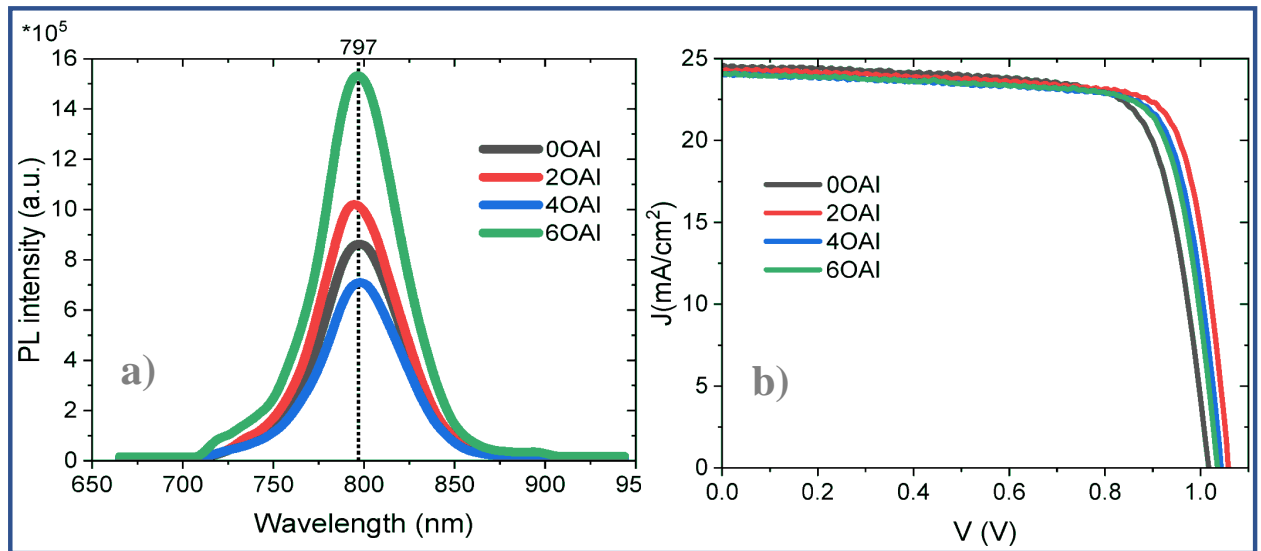 *10⁵
797
16
14
12
10
8
6
4
2
0
PL intensity (a.u.)
0OAI
2OAI
4OAI
6OAI
a)
650 700 750 800 850 900 95
Wavelength (nm)
25
20
15
10
5
0
J(mA/cm²)
0OAI
2OAI
4OAI
6OAI
b)
0.0 0.2 0.4 0.6 0.8 1.0
V (V)